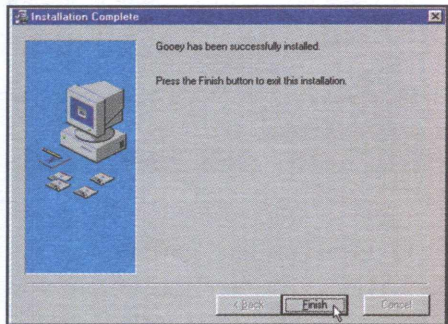 Installation Complete
Gooey has been successfully installed.
Press the Finish button to exit this installation.
< Back
Finish
Cancel